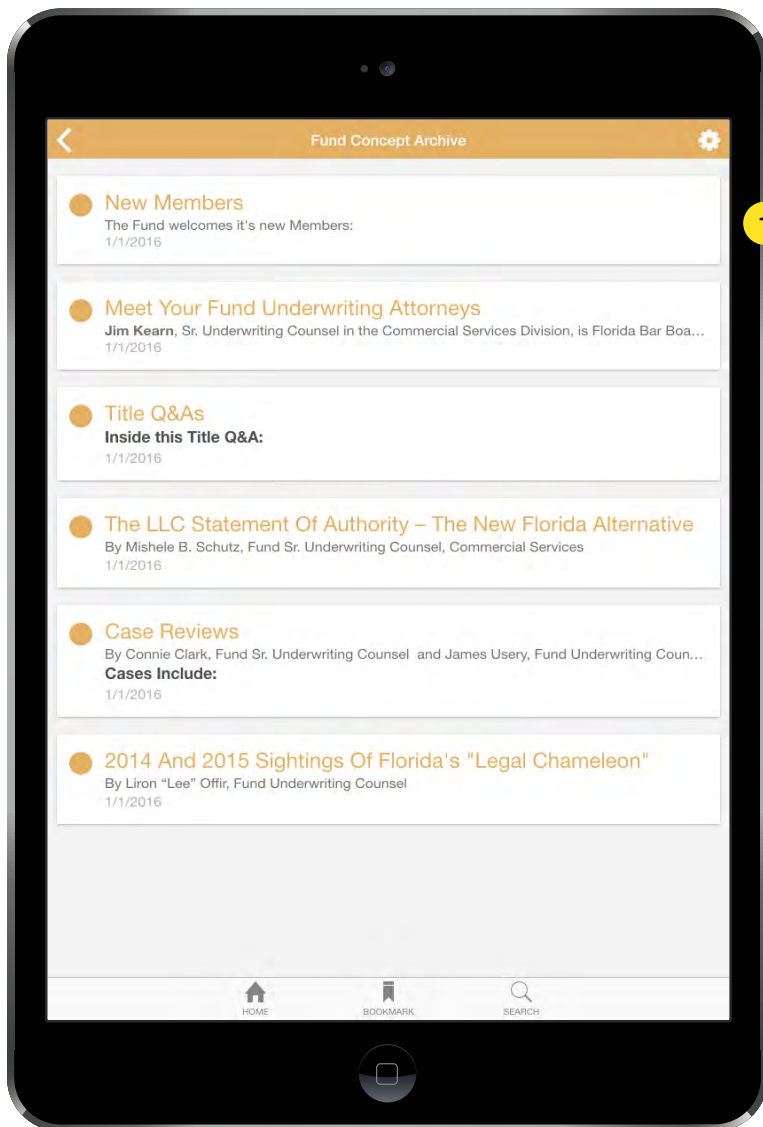 Fund Concept Archive
New Members
The Fund welcomes it's new Members:
1/1/2016
Meet Your Fund Underwriting Attorneys
Jim Kearn, Sr. Underwriting Counsel in the Commercial Services Division, is Florida Bar Boa...
1/1/2016
Title Q&As
Inside this Title Q&A:
1/1/2016
The LLC Statement Of Authority – The New Florida Alternative
By Mishele B. Schutz, Fund Sr. Underwriting Counsel, Commercial Services
1/1/2016
Case Reviews
By Connie Clark, Fund Sr. Underwriting Counsel and James Usery, Fund Underwriting Coun...
Cases Include:
1/1/2016
2014 And 2015 Sightings Of Florida's "Legal Chameleon"
By Liron “Lee” Offir, Fund Underwriting Counsel
1/1/2016
HOME BOOKMARK SEARCH